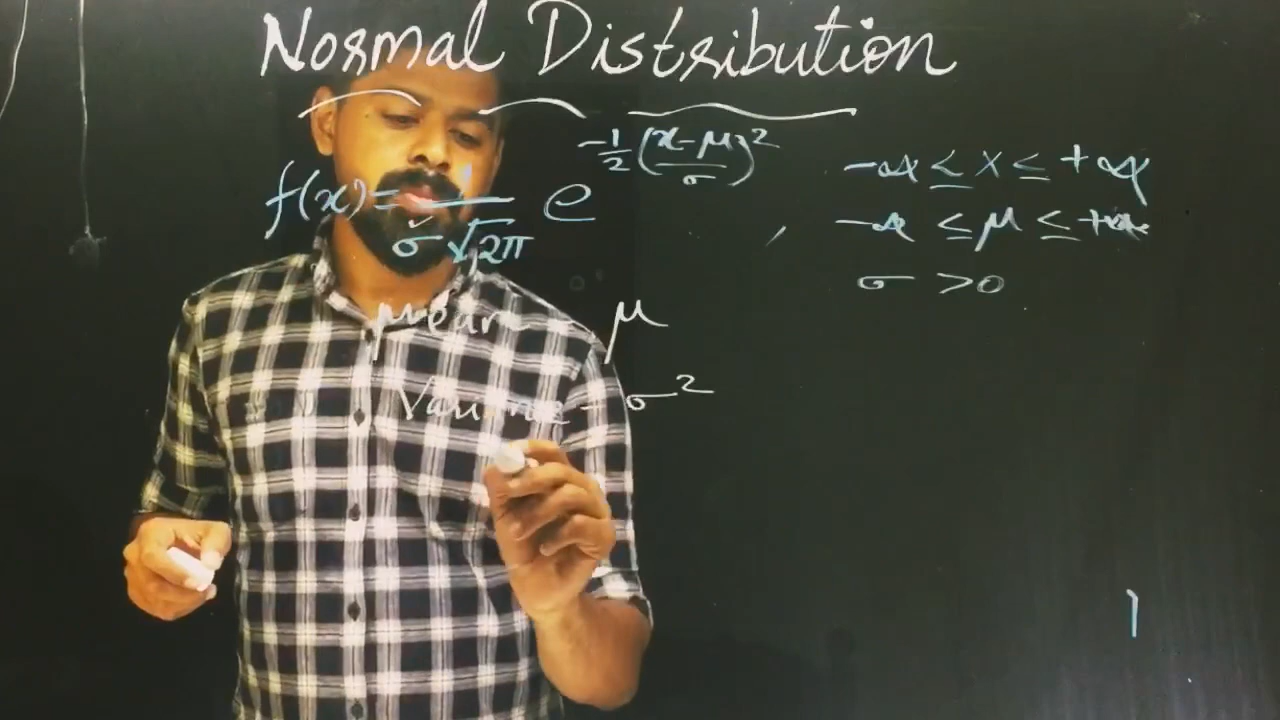 Normal Distribution
f(x) = 1/(σ√2π) e^(-1/2 ((x-μ)/σ)^2) , -∝ ≤ x ≤ +∝
-∝ ≤ μ ≤ +∝
σ > 0
Mean = μ
Variance = σ²